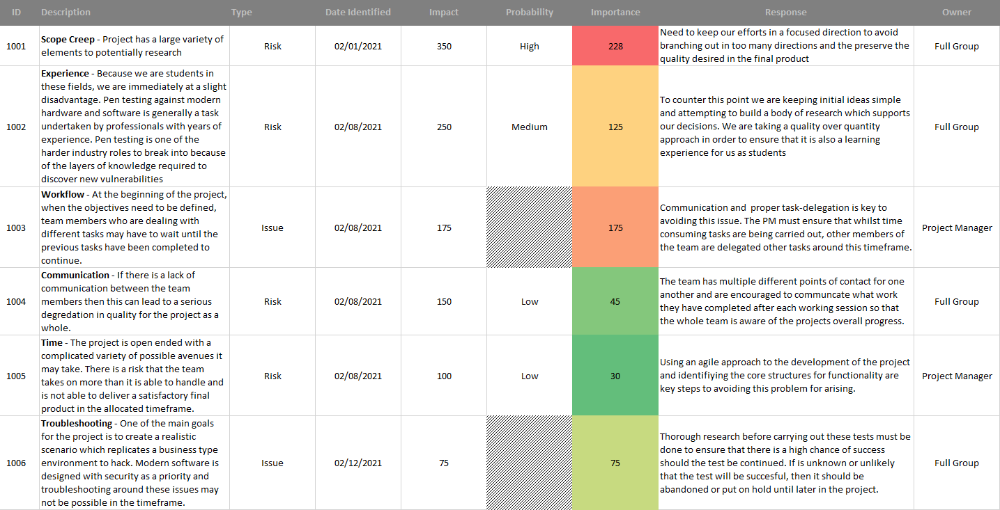 ID Description Type Date Identified Impact Probability Importance Response Owner
1001
Scope Creep - Project has a large variety of
elements to potentially research
Risk
02/01/2021
350
High
228
Need to keep our efforts in a focused direction to avoid
branching out in too many directions and the preserve the
quality desired in the final product
Full Group
1002
Experience - Because we are students in
these fields, we are immediately at a slight
disadvantage. Pen testing against modern
hardware and software is generally a task
undertaken by professionals with years of
experience. Pen testing is one of the
harder industry roles to break into because
of the layers of knowledge required to
discover new vulnerabilities
Risk
02/08/2021
250
Medium
125
To counter this point we are keeping initial ideas simple
and attempting to build a body of research which supports
our decisions. We are taking a quality over quantity
approach in order to ensure that it is also a learning
experience for us as students
Full Group
1003
Workflow - At the beginning of the project,
when the objectives need to be defined,
team members who are dealing with
different tasks may have to wait until the
previous tasks have been completed to
continue.
Issue
02/08/2021
175
175
Communication and  proper task-delegation is key to
avoiding this issue. The PM must ensure that whilst time
consuming tasks are being carried out, other members of
the team are delegated other tasks around this timeframe.
Project Manager
1004
Communication - If there is a lack of
communication between the team
members then this can lead to a serious
degredation in quality for the project as a
whole.
Risk
02/08/2021
150
Low
45
The team has multiple different points of contact for one
another and are encouraged to communcate what work
they have completed after each working session so that
the whole team is aware of the projects overall progress.
Full Group
1005
Time - The project is open ended with a
complicated variety of possible avenues it
may take. There is a risk that the team
takes on more than it is able to handle and
is not able to deliver a satisfactory final
product in the allocated timeframe.
Risk
02/08/2021
100
Low
30
Using an agile approach to the development of the project
and identifiying the core structures for functionality are
key steps to avoiding this problem for arising.
Project Manager
1006
Troubleshooting - One of the main goals
for the project is to create a realistic
scenario which replicates a business type
environment to hack. Modern software is
designed with security as a priority and
troubleshooting around these issues may
not be possible in the timeframe.
Issue
02/12/2021
75
75
Thorough research before carrying out these tests must be
done to ensure that there is a high chance of success
should the test be continued. If is unknown or unlikely
that the test will be succesful, then it should be
abandoned or put on hold until later in the project.
Full Group